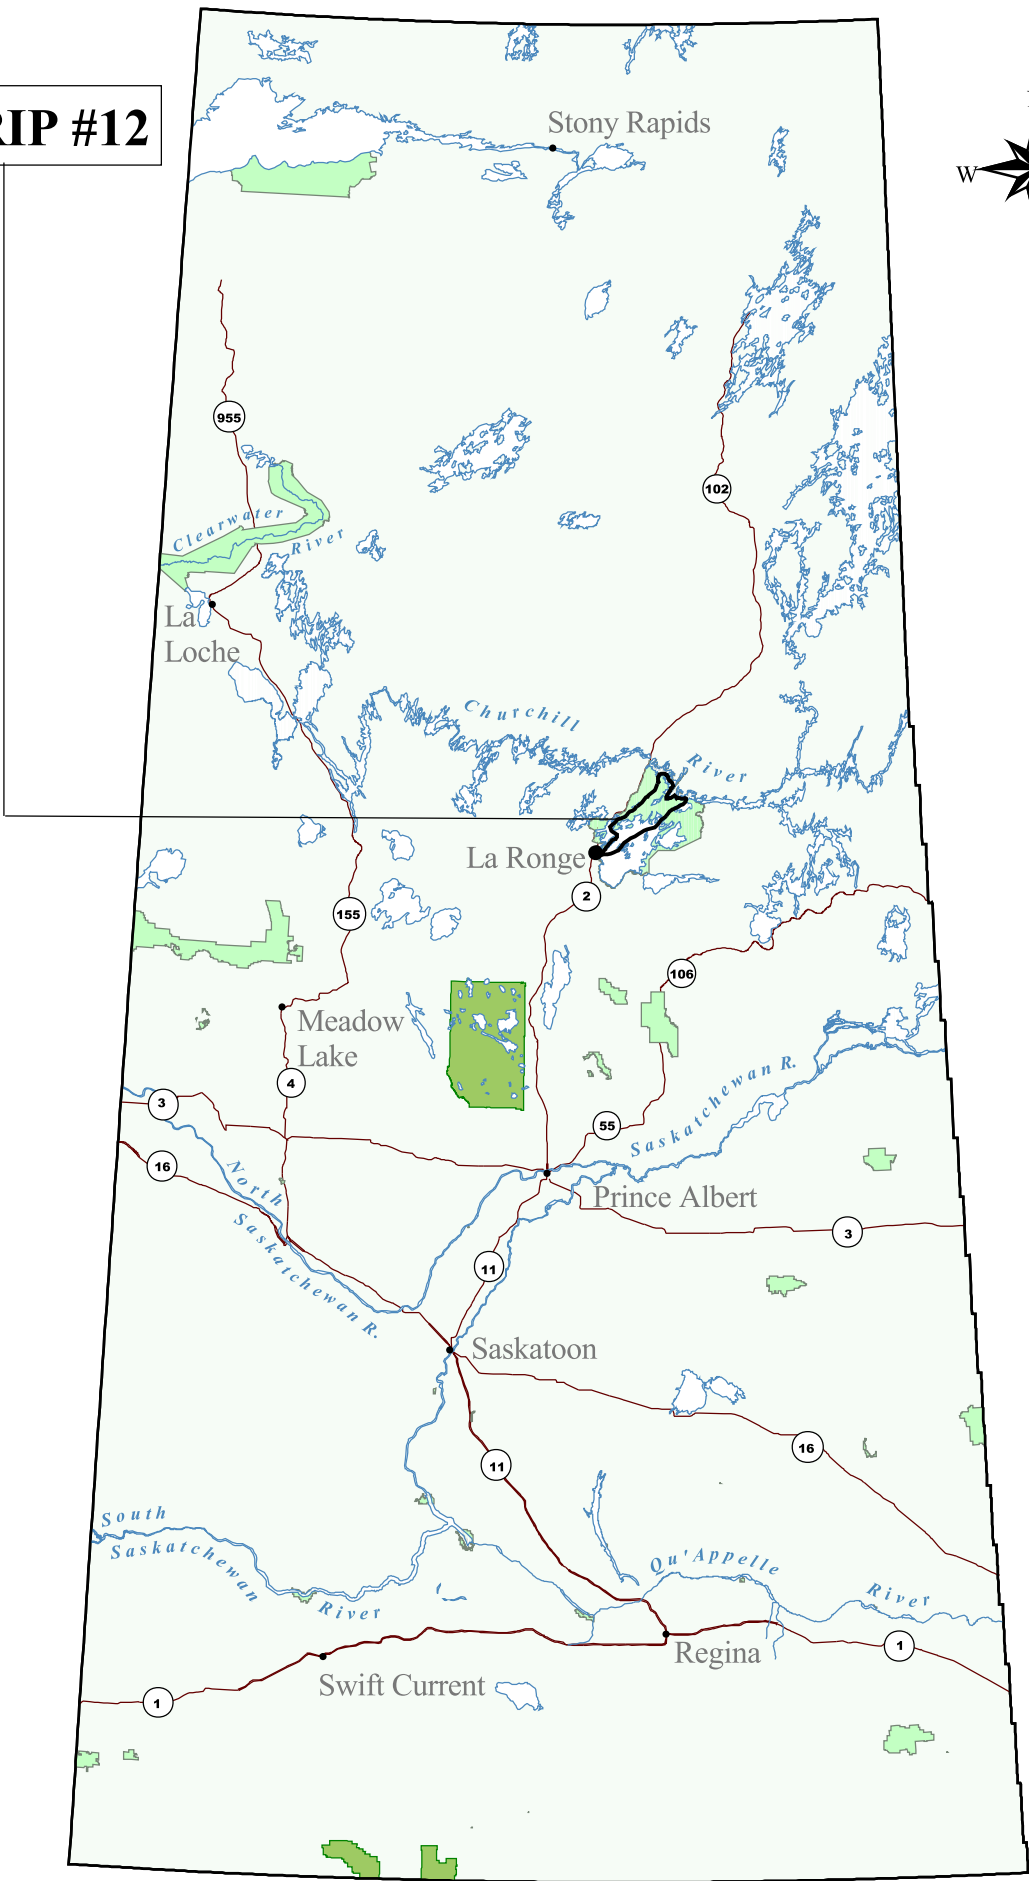 RIP #12
Stony Rapids
W
955
102
Clearwater
River
La
Loche
Churchill
River
La Ronge
2
155
106
Meadow
Lake
4
3
55
Saskatchewan R.
16
North
Saskatchewan R.
Prince Albert
3
11
Saskatoon
16
11
South
Saskatchewan
River
Qu'Appelle
River
Regina
1
Swift Current
1